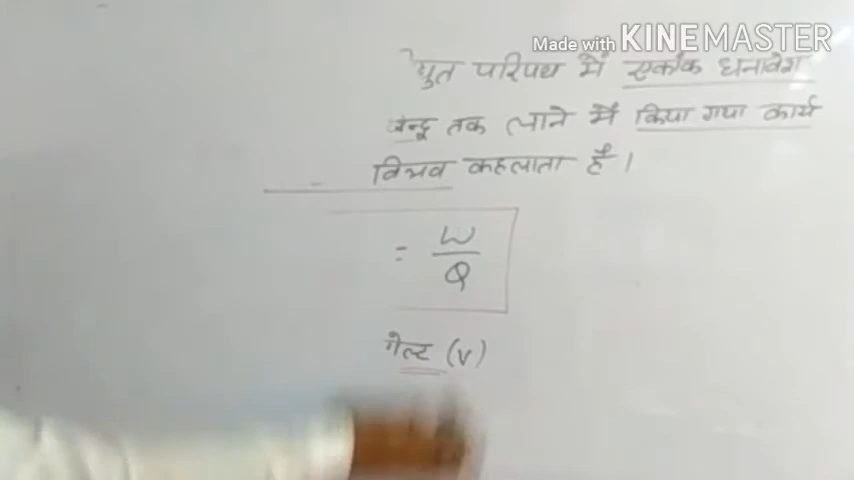 Made with KINEMASTER
द्युत परिपथ में एकांक धनावेश
बिन्दु तक लाने में किया गया कार्य
विभव कहलाता है।
= W/Q
वोल्ट (V)